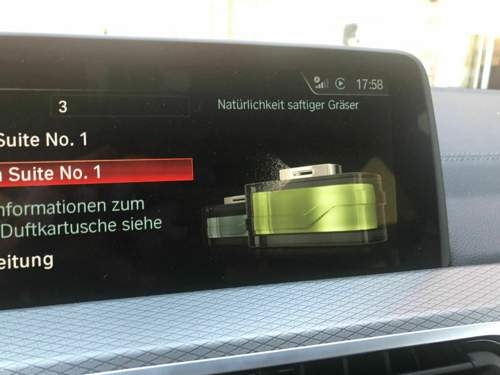 17:58
3
Natürlichkeit saftiger Gräser
Suite No. 1
Suite No. 1
nformationen zum
Duftkartusche siehe
eitung